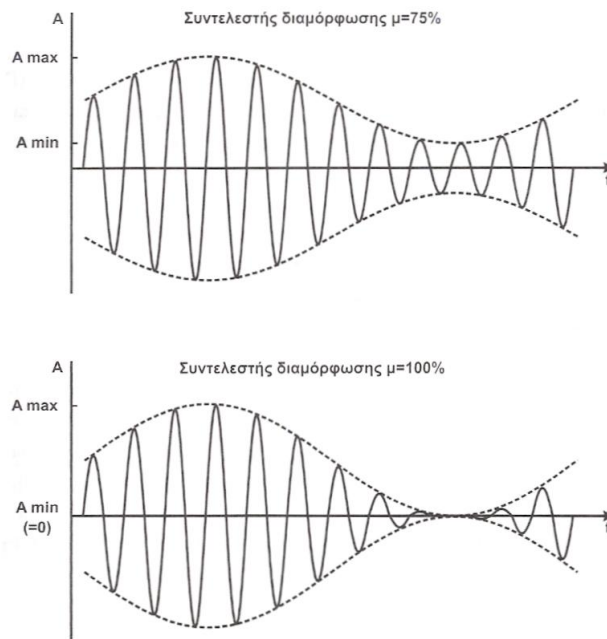 A
Συντελεστής διαμόρφωσης μ=75%
A max
A min
t
A
Συντελεστής διαμόρφωσης μ=100%
A max
A min
(=0)
t